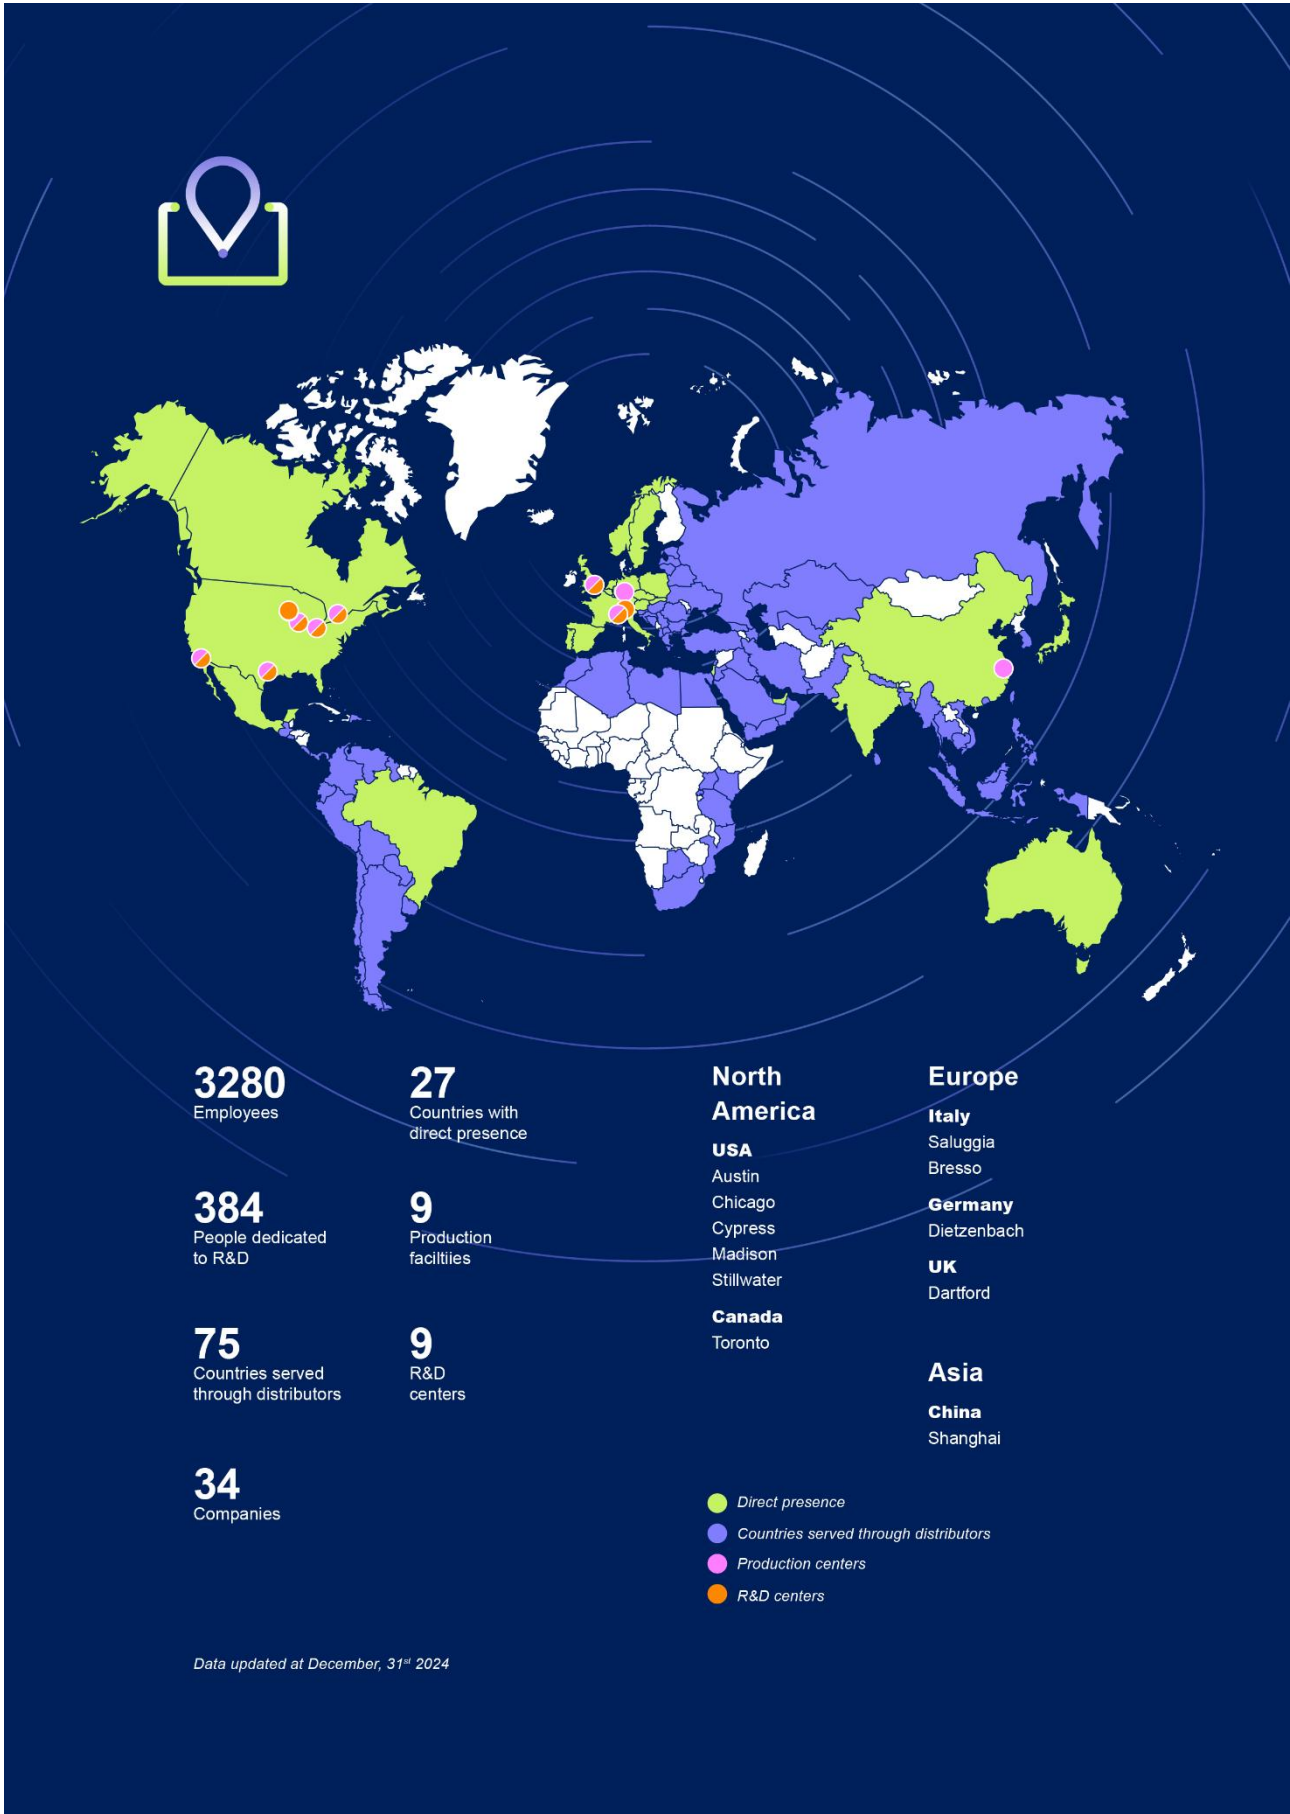 3280
Employees
27
Countries with
direct presence
384
People dedicated
to R&D
9
Production
faciltiies
75
Countries served
through distributors
9
R&D
centers
34
Companies
North
America
USA
Austin
Chicago
Cypress
Madison
Stillwater
Canada
Toronto
Europe
Italy
Saluggia
Bresso
Germany
Dietzenbach
UK
Dartford
Asia
China
Shanghai
Direct presence
Countries served through distributors
Production centers
R&D centers
Data updated at December, 31st 2024